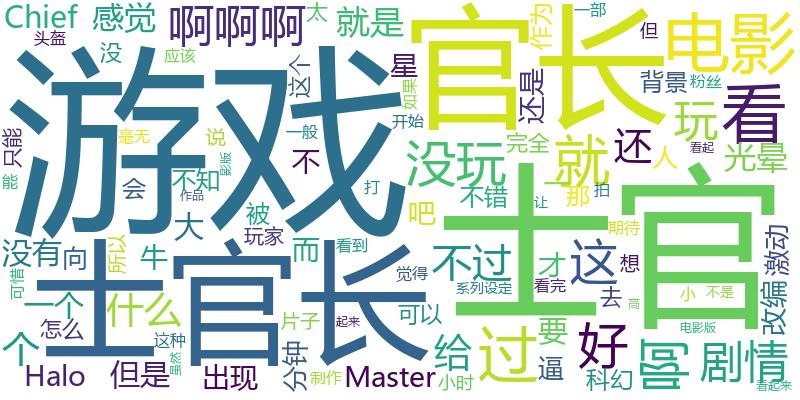 Chief 感觉 啊啊啊 太 就是 星 一部 作为 但 电影
头盔 没 应该 这个 还是 官长 背景 粉丝
游戏 如果 开始 玩 看
只能 毫无 说 一般 不 没玩 完全 就 还 人 光晕
能 会 不知 影版 打 看起
作品 被 吧 不错 那 拍
大 玩家 而 看到 士官 让 期待
没有 向 所以 牛 士官长 觉得 不过 才 这 想 激动
可惜 一个 什么 系列设定 看完 去 小 不是 改编
怎么 这种 片子 起来 可以 要 高 电影版
个 但是 虽然 分钟 给 过 逼 好 啊 剧情
Halo 出现 制作 Master 小时 科幻 看起来